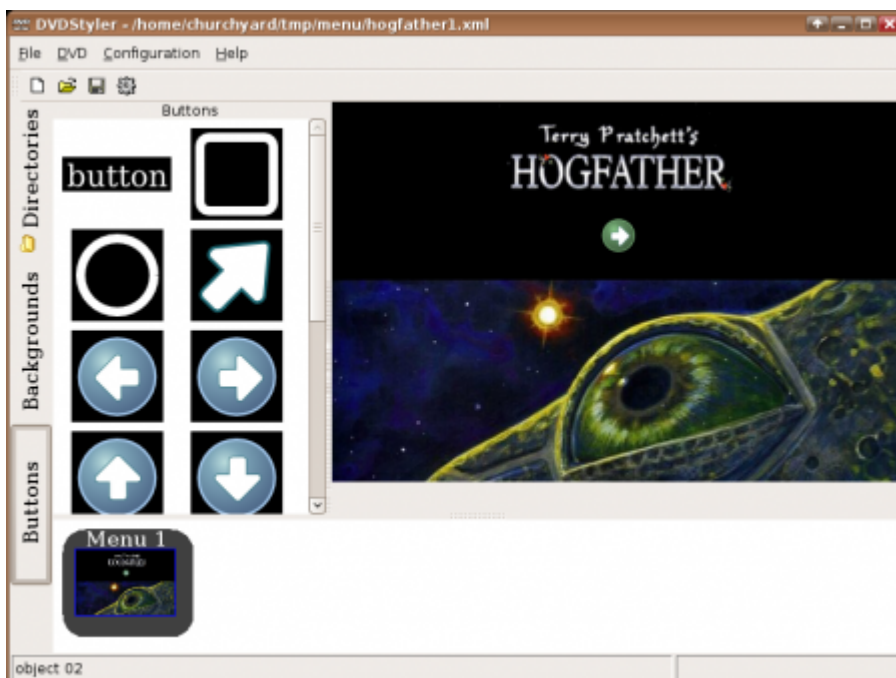 DVDStyler - /home/churchyard/tmp/menu/hogfather1.xml
File DVD Configuration Help
Buttons
Directories
Backgrounds
Buttons
button
Terry Pratchett's
HOGFATHER
Menu 1
object 02